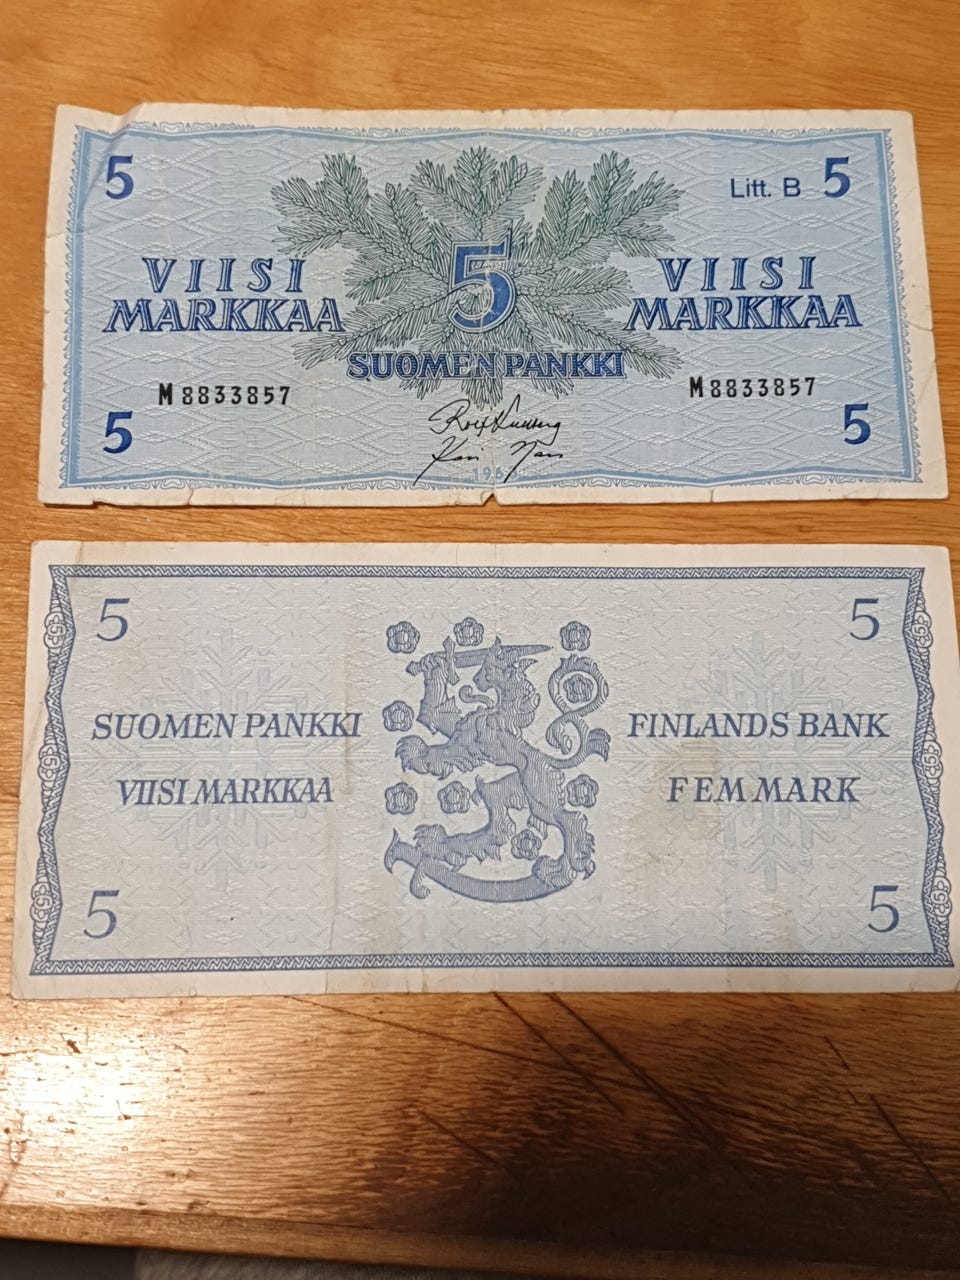 5
Litt. B 5
VIISI MARKKAA
5
VIISI MARKKAA
SUOMEN PANKKI
M8833857
M8833857
5
5
5
5
SUOMEN PANKKI
VIISI MARKKAA
FINLANDS BANK
FEM MARK
5
5